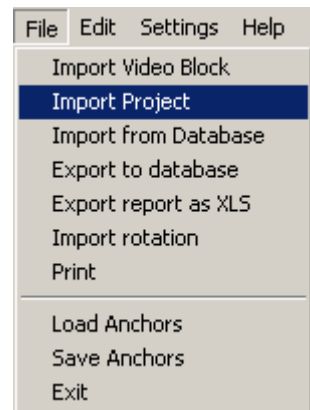 File Edit Settings Help
Import Video Block
Import Project
Import from Database
Export to database
Export report as XLS
Import rotation
Print
Load Anchors
Save Anchors
Exit